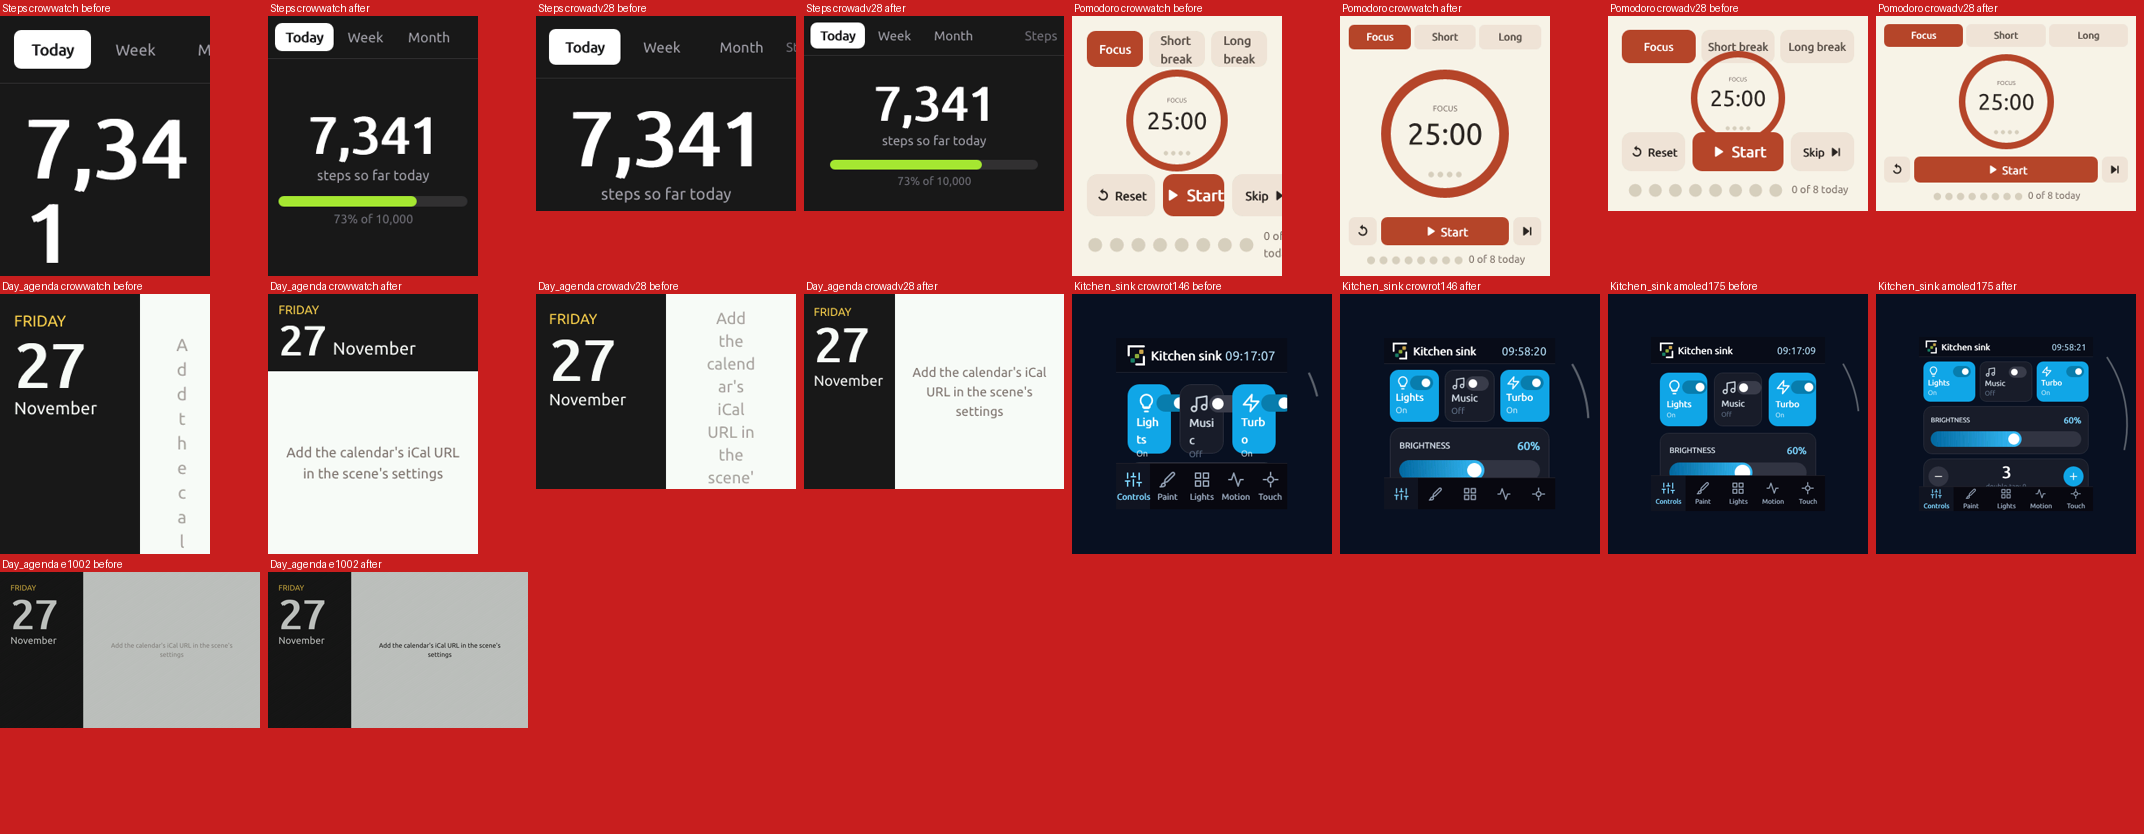 Steps crowwatch before
Today Week M
7,34
1
Steps crowwatch after
Today Week Month
7,341
steps so far today
73% of 10,000
Steps crowadv28 before
Today Week Month St
7,341
steps so far today
Steps crowadv28 after
Today Week Month Steps
7,341
steps so far today
73% of 10,000
Pomodoro crowwatch before
Focus Short break Long break
FOCUS
25:00
Reset Start Skip
0 of
tod
Pomodoro crowwatch after
Focus Short Long
FOCUS
25:00
Start
0 of 8 today
Pomodoro crowadv28 before
Focus Short break Long break
FOCUS
25:00
Reset Start Skip
0 of 8 today
Pomodoro crowadv28 after
Focus Short Long
FOCUS
25:00
Start
0 of 8 today
Day_agenda crowwatch before
FRIDAY
27
November
A
d
d
t
h
e
c
a
l
Day_agenda crowwatch after
FRIDAY
27 November
Add the calendar's iCal URL
in the scene's settings
Day_agenda crowadv28 before
FRIDAY
27
November
Add
the
calend
ar's
iCal
URL in
the
scene'
Day_agenda crowadv28 after
FRIDAY
27
November
Add the calendar's iCal
URL in the scene's
settings
Kitchen_sink crowrot146 before
Kitchen sink 09:17:07
Ligh
ts
On
Musi
c
Off
Turb
o
On
Controls Paint Lights Motion Touch
Kitchen_sink crowrot146 after
Kitchen sink 09:58:20
Lights Music Turbo
On Off On
BRIGHTNESS 60%
Kitchen_sink amoled175 before
Kitchen sink 09:17:09
Lights Music Turbo
On Off On
BRIGHTNESS 60%
Controls Paint Lights Motion Touch
Kitchen_sink amoled175 after
Kitchen sink 09:58:21
Lights Music Turbo
On Off On
BRIGHTNESS 60%
3
Controls Paint Lights Motion Touch
Day_agenda e1002 before
FRIDAY
27
November
Add the calendar's iCal URL in the scene's
settings
Day_agenda e1002 after
FRIDAY
27
November
Add the calendar's iCal URL in the scene's
settings